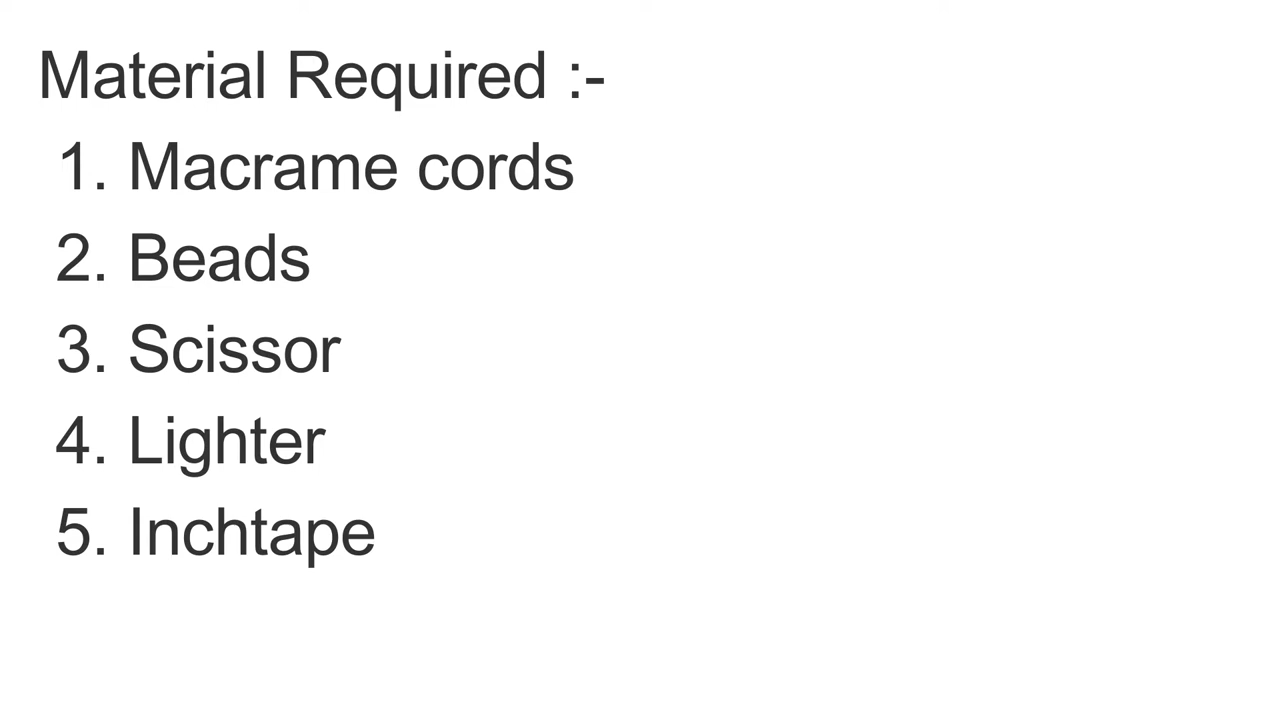 Material Required :-
1. Macrame cords
2. Beads
3. Scissor
4. Lighter
5. Inchtape